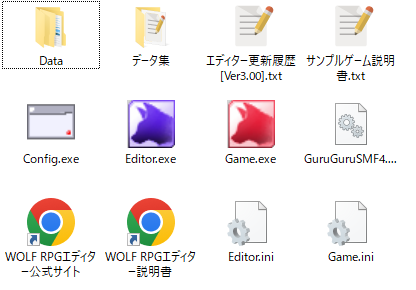 Data
データ集
エディター更新履歴
[Ver3.00].txt
サンプルゲーム説明
書.txt
Config.exe
Editor.exe
Game.exe
GuruGuruSMF4....
WOLF RPGエディタ
ー公式サイト
WOLF RPGエディタ
ー説明書
Editor.ini
Game.ini